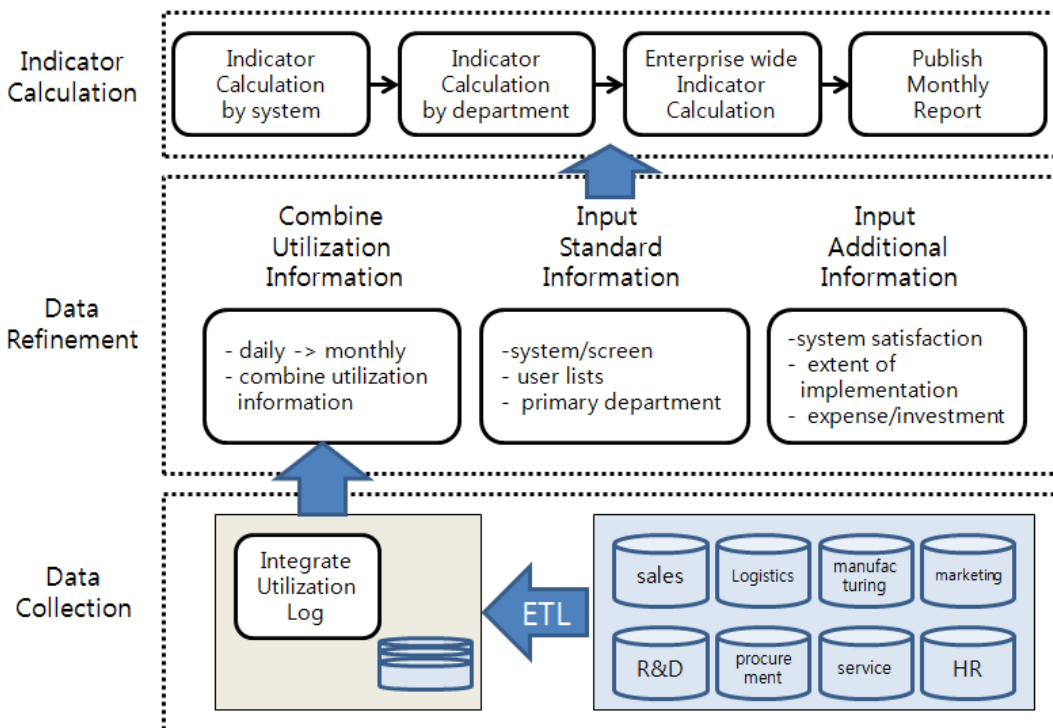 Indicator
Calculation
Indicator
Calculation
by system
Indicator
Calculation
by department
Enterprise wide
Indicator
Calculation
Publish
Monthly
Report
Data
Refinement
Combine
Utilization
Information
Input
Standard
Information
Input
Additional
Information
- daily -> monthly
- combine utilization
information
-system/screen
- user lists
- primary department
-system satisfaction
- extent of
implementation
- expense/investment
Data
Collection
Integrate
Utilization
Log
ETL
sales
Logistics
manufac
turing
marketing
R&D
procure
ment
service
HR